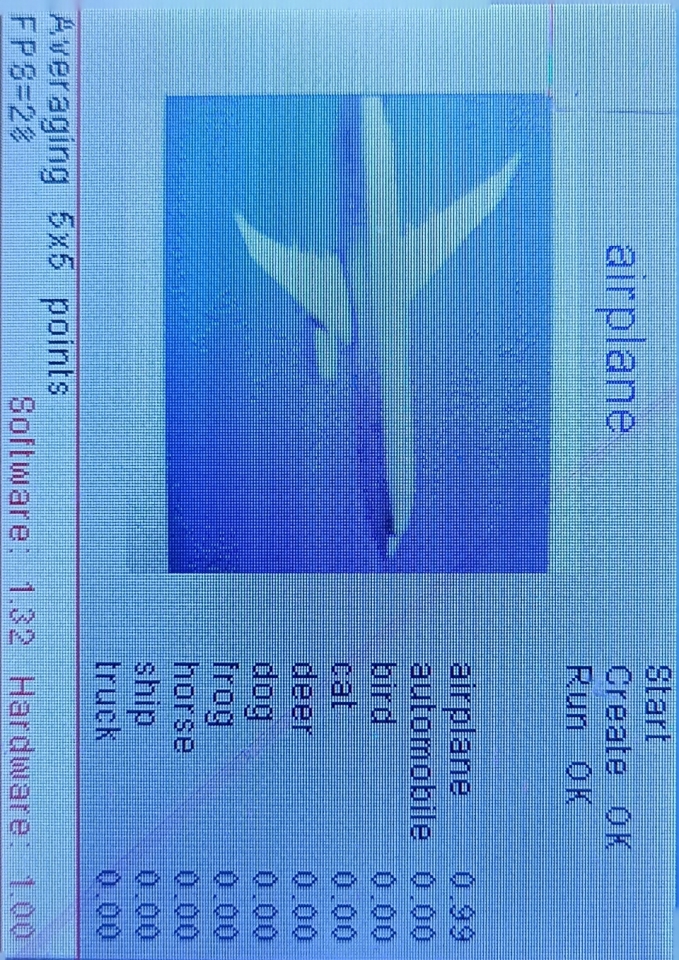 airplane
Start
Create OK
Run OK
airplane 0.99
automobile 0.00
bird 0.00
cat 0.00
deer 0.00
dog 0.00
frog 0.00
horse 0.00
ship 0.00
truck 0.00
Averaging 5x5 points
FPS=2%
Software: 1.32 Hardware: 1.00